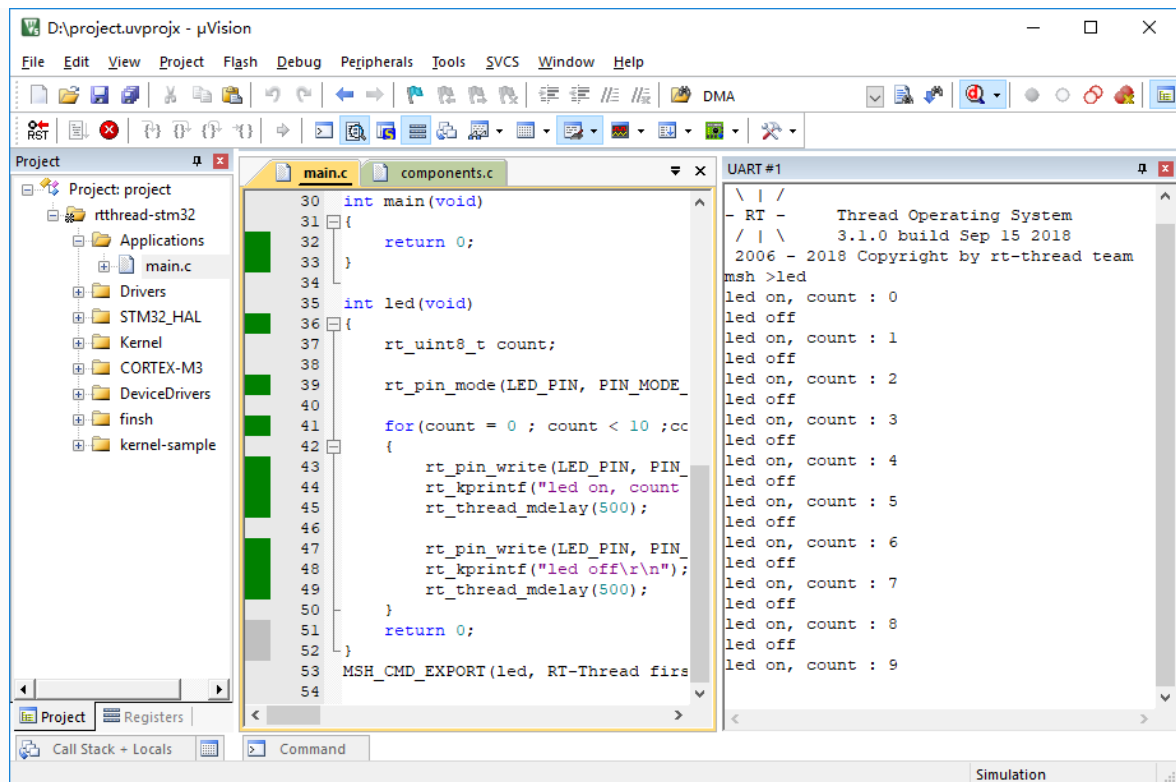 D:\project.uvprojx - µVision
File Edit View Project Flash Debug Peripherals Tools SVCS Window Help
DMA
RST
Project
Project: project
rtthread-stm32
Applications
main.c
Drivers
STM32_HAL
Kernel
CORTEX-M3
DeviceDrivers
finsh
kernel-sample
Project Registers
main.c components.c
30 int main(void)
31 {
32 return 0;
33 }
34
35 int led(void)
36 {
37 rt_uint8_t count;
38
39 rt_pin_mode(LED_PIN, PIN_MODE_
40
41 for(count = 0 ; count < 10 ;co
42 {
43 rt_pin_write(LED_PIN, PIN_
44 rt_kprintf("led on, count
45 rt_thread_mdelay(500);
46
47 rt_pin_write(LED_PIN, PIN_
48 rt_kprintf("led off\r\n");
49 rt_thread_mdelay(500);
50 }
51 return 0;
52 }
53 MSH_CMD_EXPORT(led, RT-Thread firs
54
UART #1
\ | /
- RT - Thread Operating System
/ | \ 3.1.0 build Sep 15 2018
2006 - 2018 Copyright by rt-thread team
msh >led
led on, count : 0
led off
led on, count : 1
led off
led on, count : 2
led off
led on, count : 3
led off
led on, count : 4
led off
led on, count : 5
led off
led on, count : 6
led off
led on, count : 7
led off
led on, count : 8
led off
led on, count : 9
Call Stack + Locals
Command
Simulation